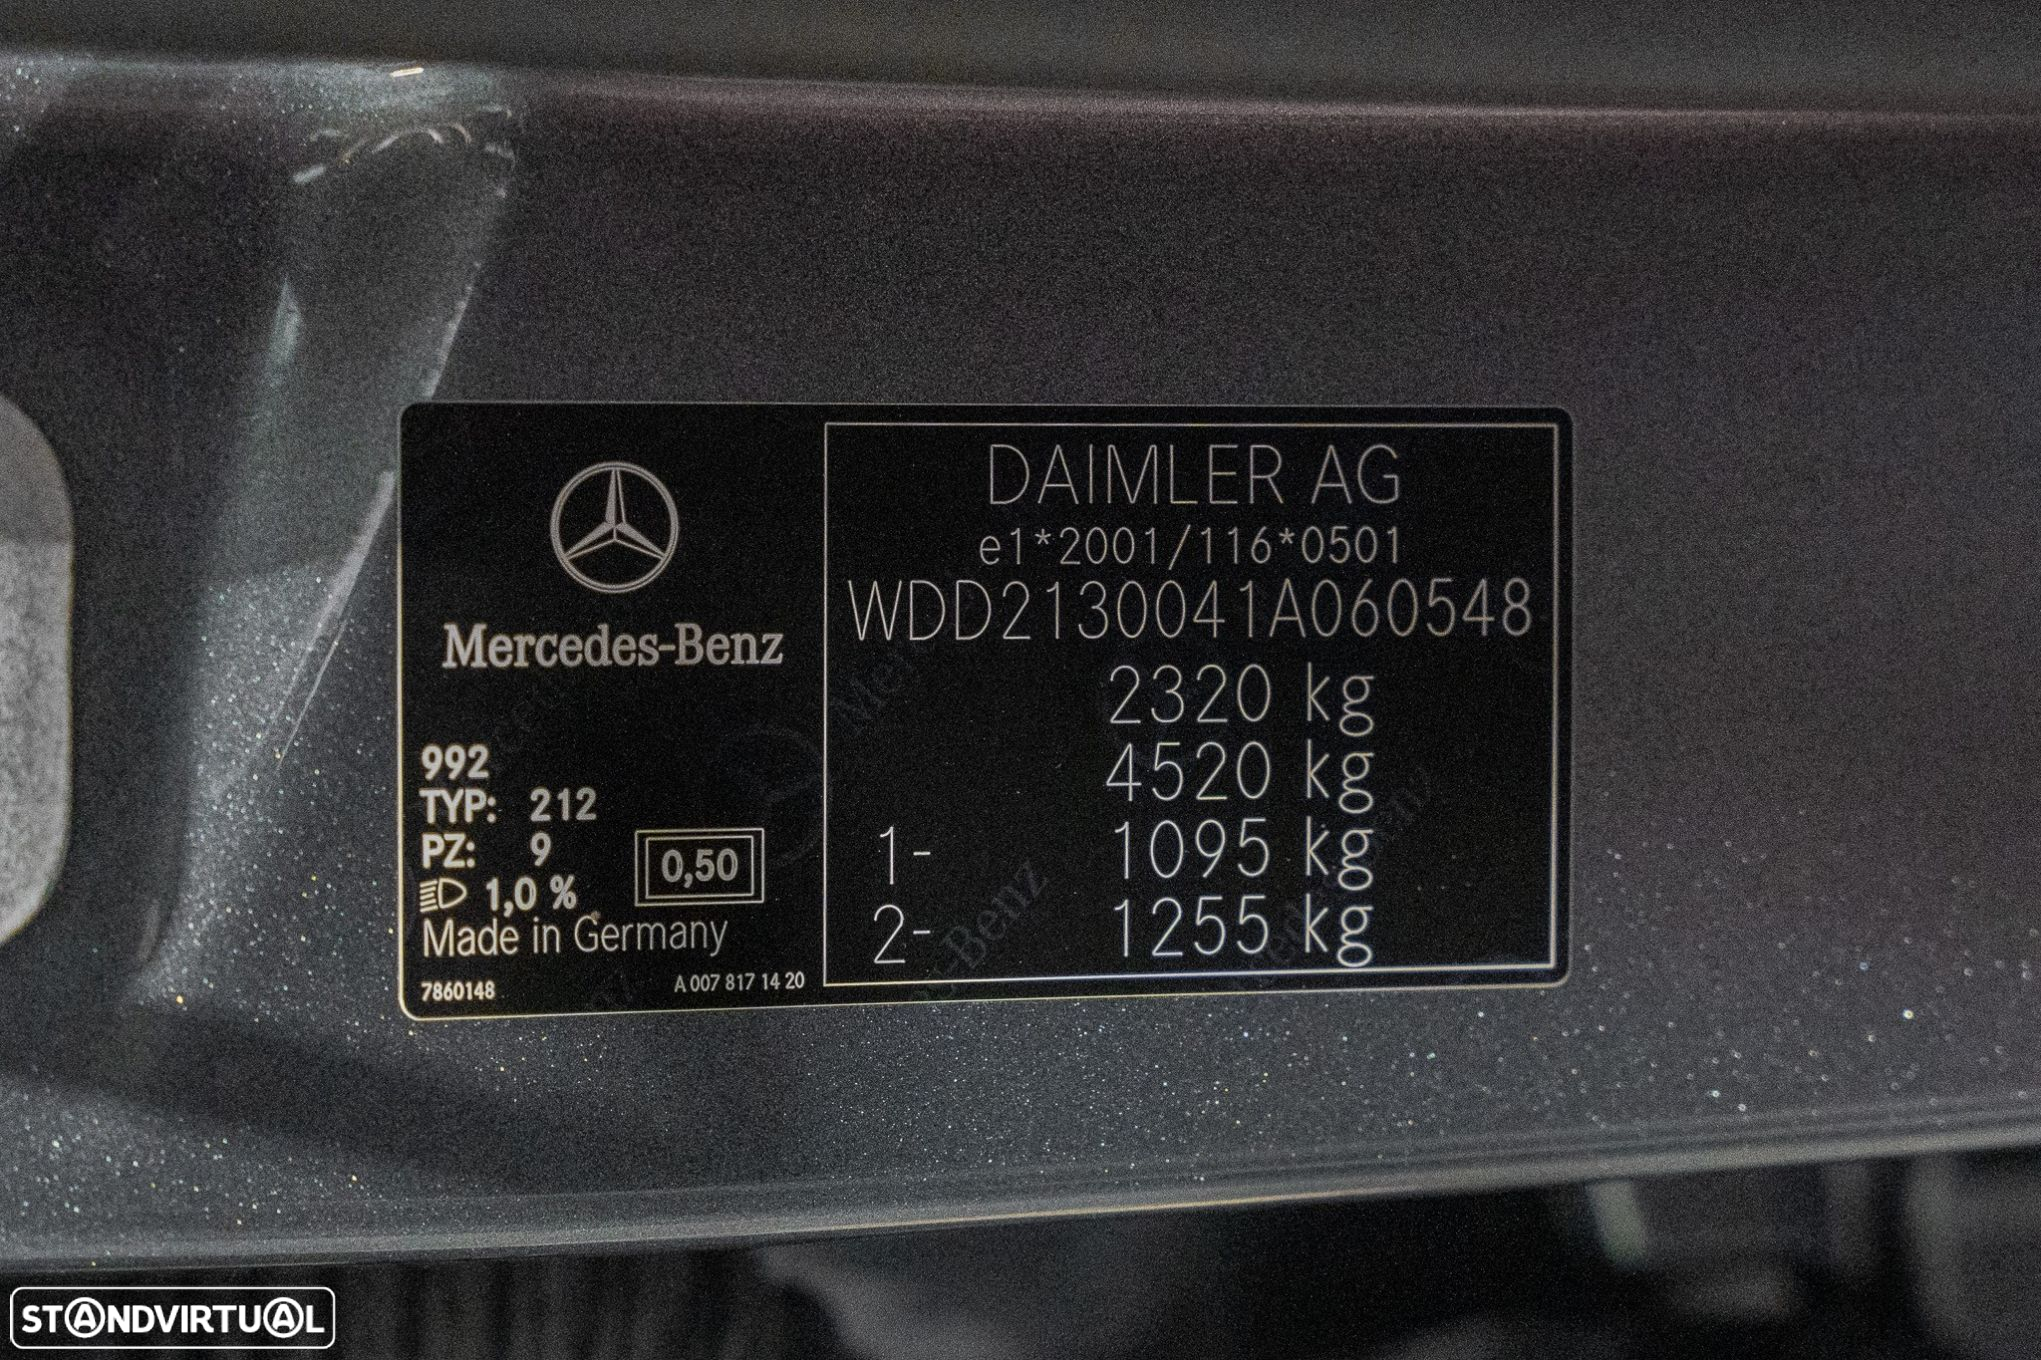 Mercedes-Benz
992
TYP: 212
PZ: 9
1,0 %
0,50
Made in Germany
7860148
A 007 817 14 20
DAIMLER AG
e1*2001/116*0501
WDD2130041A060548
2320 kg
4520 kg
1- 1095 kg
2- 1255 kg
STANDVIRTUAL